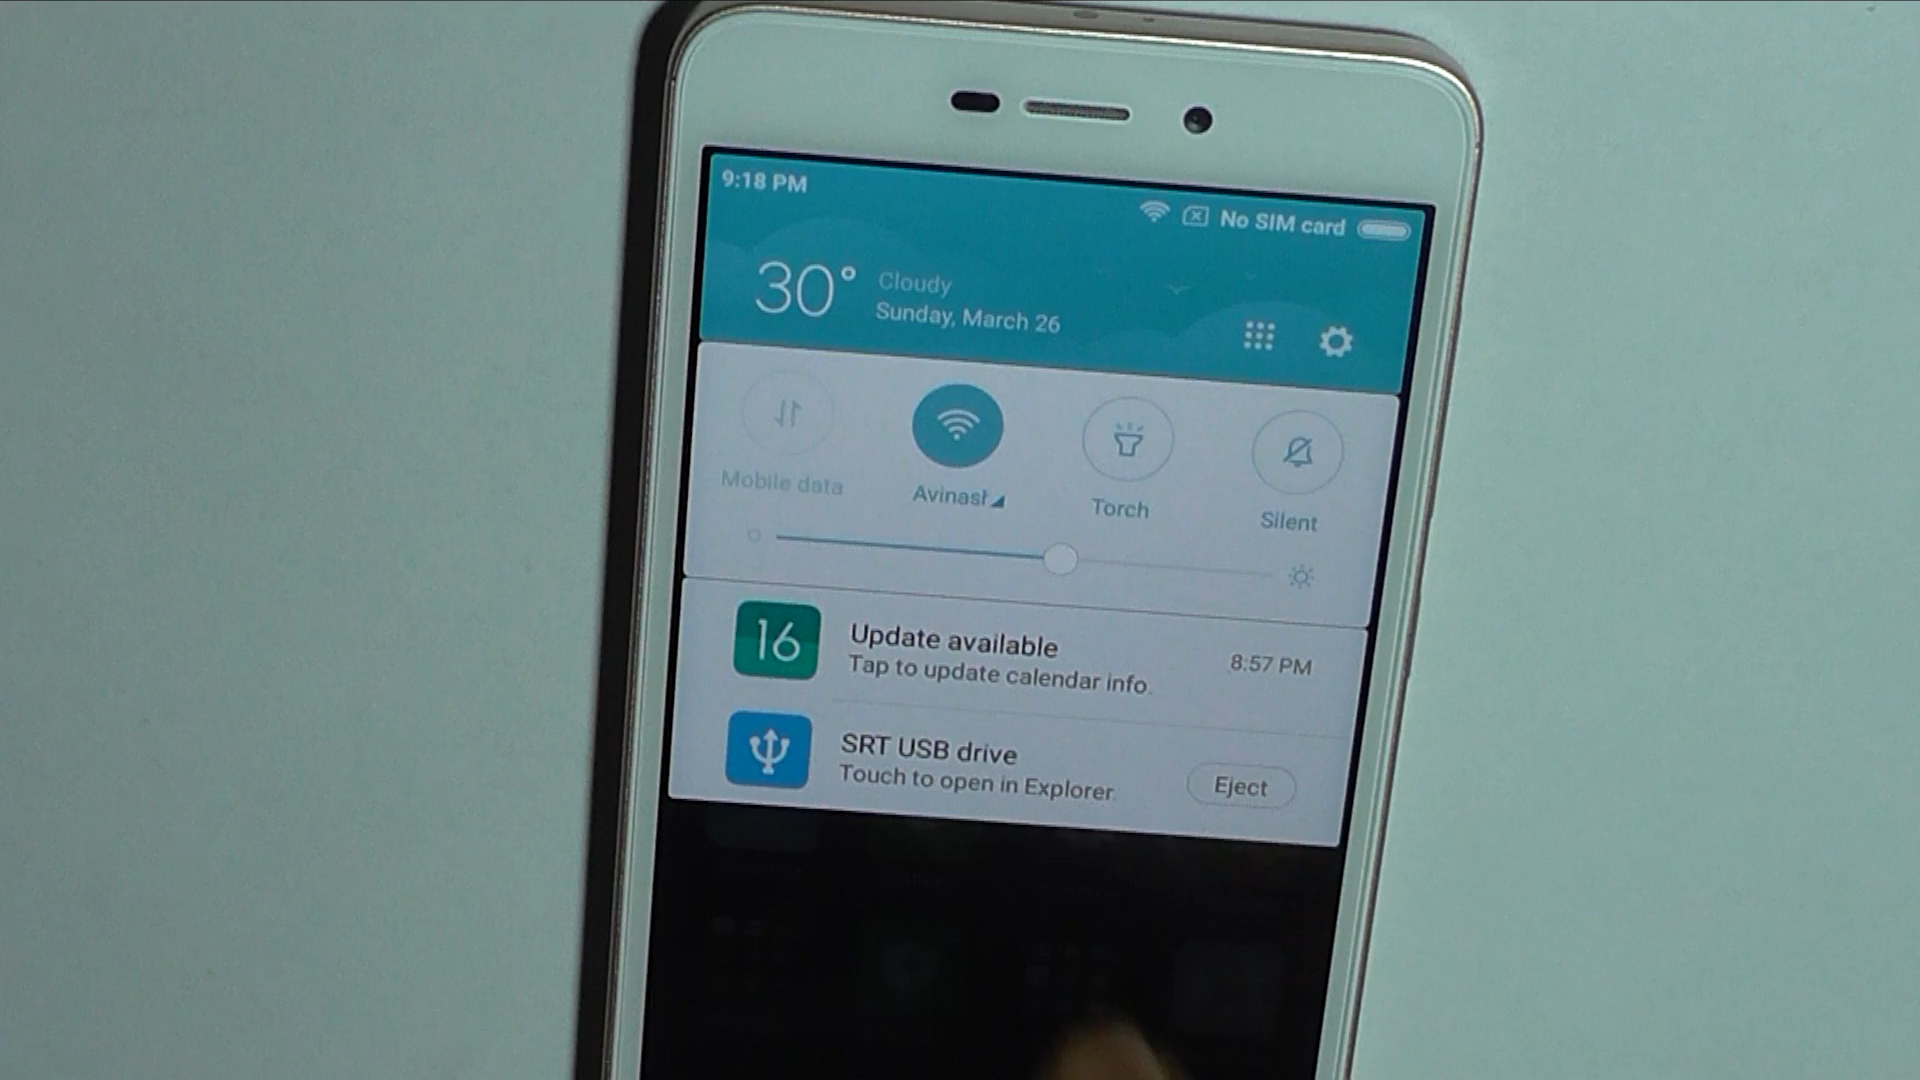 9:18 PM
No SIM card
30°
Cloudy
Sunday, March 26
Mobile data
Avinash
Torch
Silent
16
Update available
8:57 PM
Tap to update calendar info.
SRT USB drive
Touch to open in Explorer.
Eject